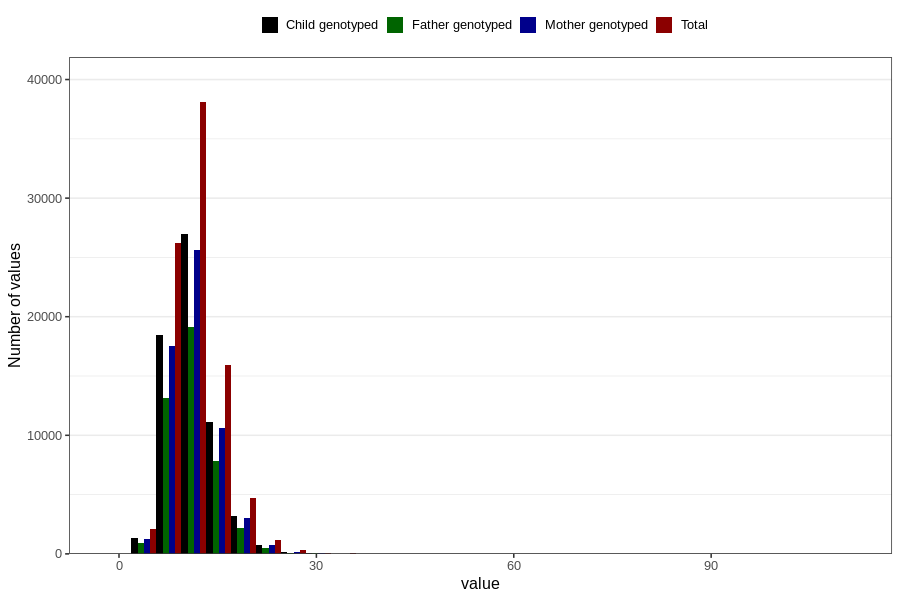 Child genotyped Father genotyped Mother genotyped Total
40000
30000
20000
10000
0
Number of values
0 30 60 90
value